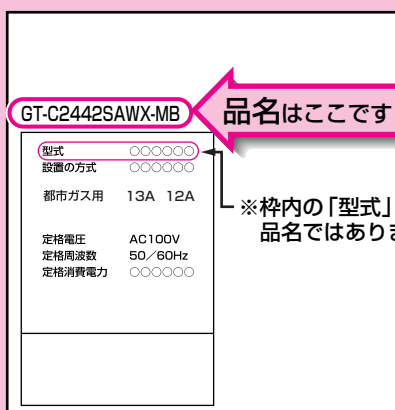 GT-C2442SAWX-MB
品名はここです
型式 ○○○○○○
設置の方式 ○○○○○○
都市ガス用 13A 12A
※枠内の「型式」
品名ではありま
定格電圧 AC100V
定格周波数 50／60Hz
定格消費電力 ○○○○○○